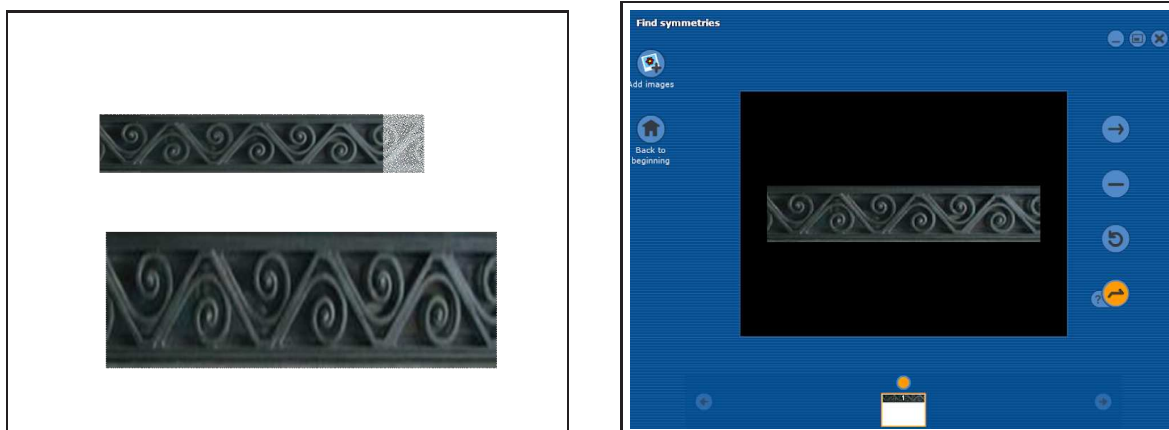 Find symmetries
Add images
Back to
beginning
?